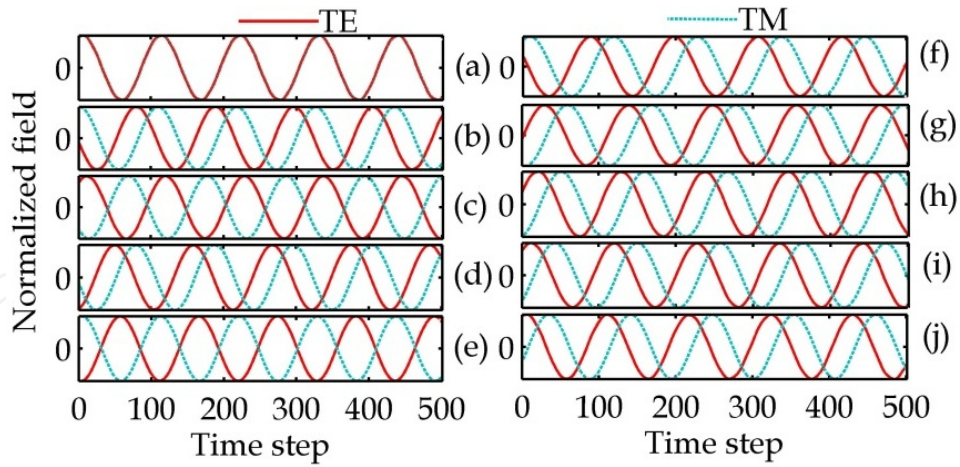 TE
TM
Normalized field
0
(a)
0
(b)
0
(c)
0
(d)
0
(e)
0 100 200 300 400 500
Time step
0
(f)
0
(g)
0
(h)
0
(i)
0
(j)
0 100 200 300 400 500
Time step